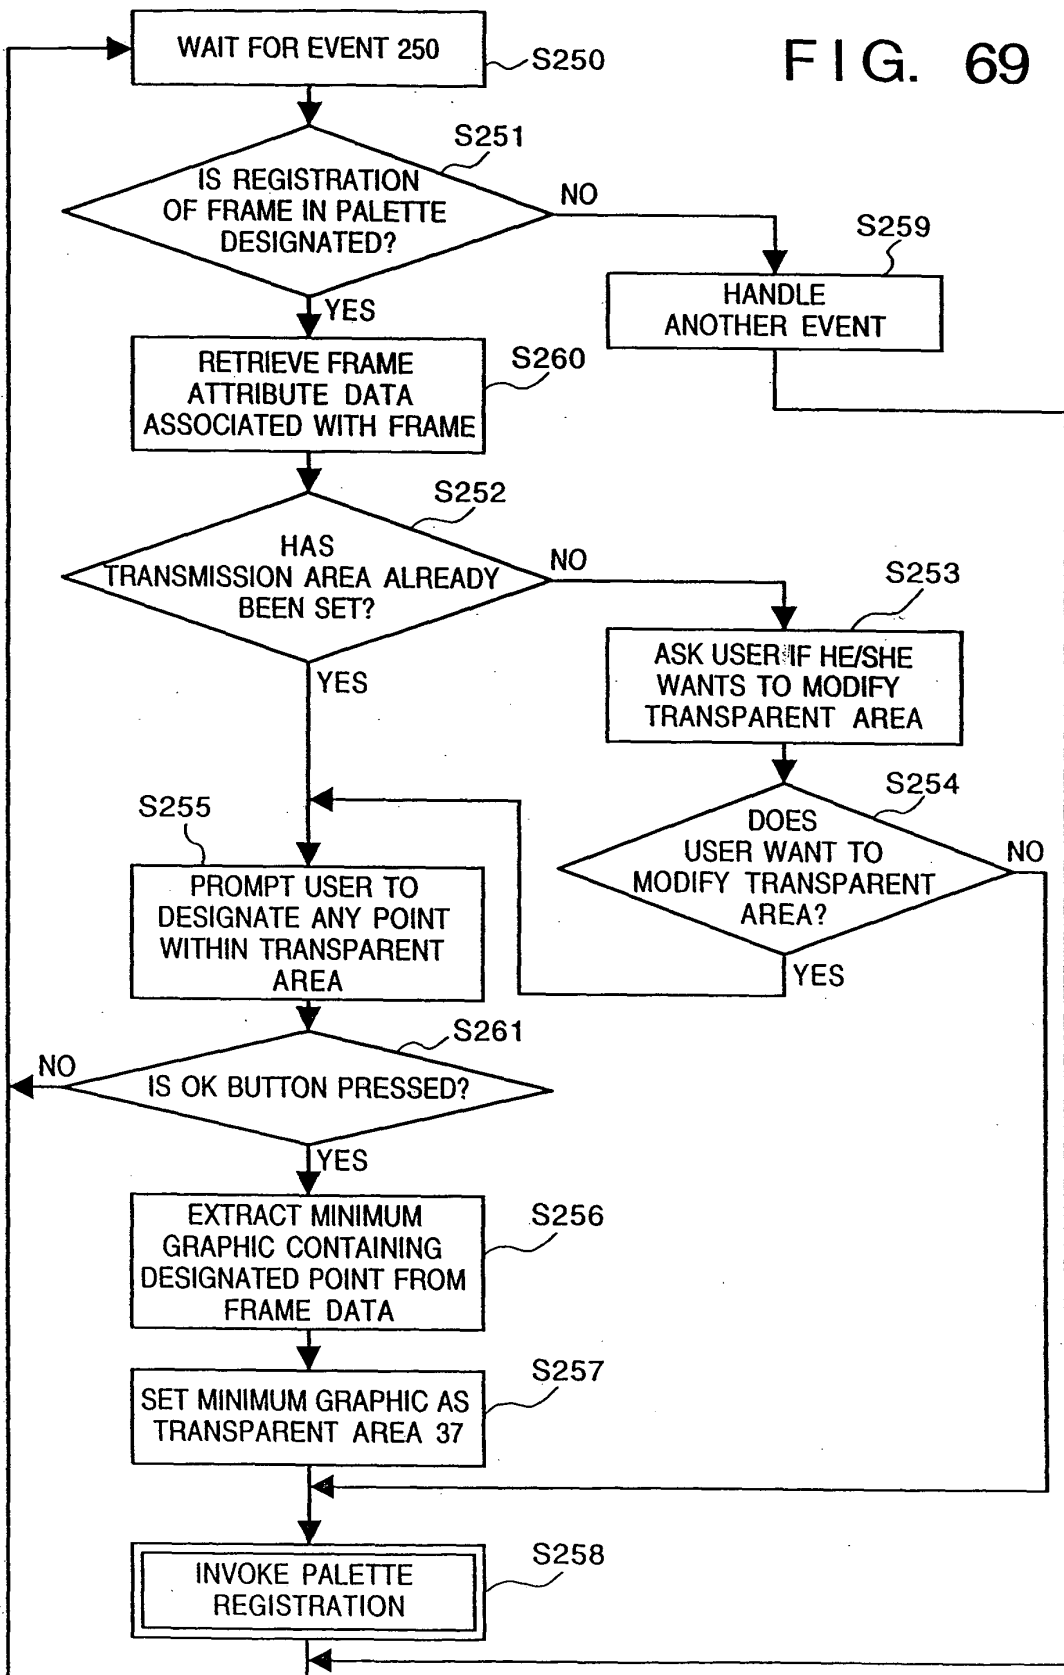 FIG. 69
WAIT FOR EVENT 250
S250
S251
IS REGISTRATION
OF FRAME IN PALETTE
DESIGNATED?
NO
YES
S259
HANDLE
ANOTHER EVENT
S260
RETRIEVE FRAME
ATTRIBUTE DATA
ASSOCIATED WITH FRAME
S252
HAS
TRANSMISSION AREA ALREADY
BEEN SET?
NO
YES
S253
ASK USER IF HE/SHE
WANTS TO MODIFY
TRANSPARENT AREA
S254
DOES
USER WANT TO
MODIFY TRANSPARENT
AREA?
NO
YES
S255
PROMPT USER TO
DESIGNATE ANY POINT
WITHIN TRANSPARENT
AREA
S261
IS OK BUTTON PRESSED?
NO
YES
S256
EXTRACT MINIMUM
GRAPHIC CONTAINING
DESIGNATED POINT FROM
FRAME DATA
S257
SET MINIMUM GRAPHIC AS
TRANSPARENT AREA 37
S258
INVOKE PALETTE
REGISTRATION